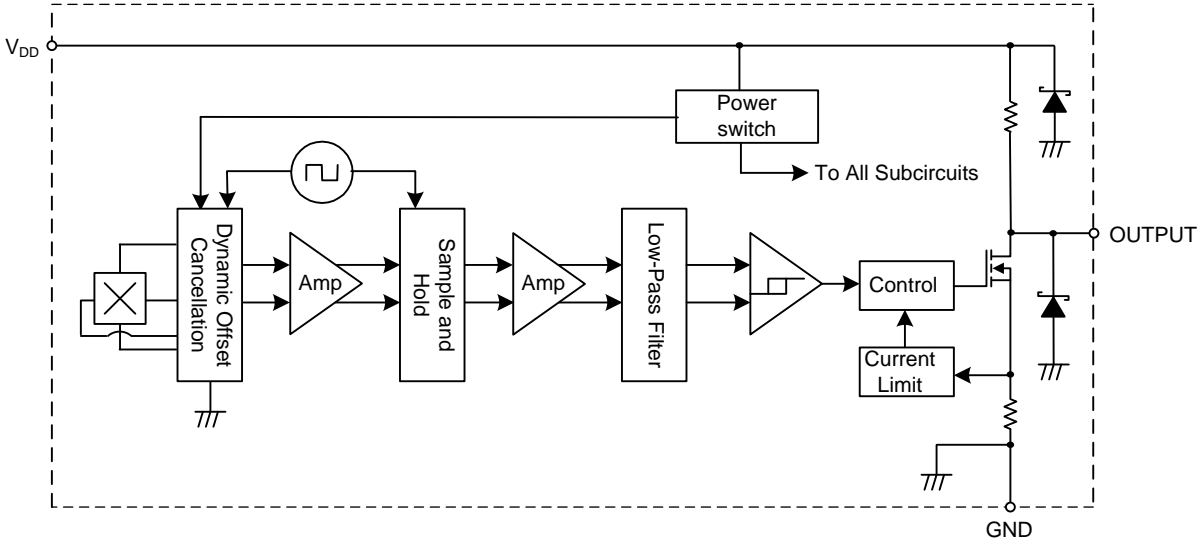 V_DD
Power
switch
To All Subcircuits
Dynamic Offset
Cancellation
Amp
Sample and
Hold
Amp
Low-Pass Filter
Control
Current
Limit
OUTPUT
GND